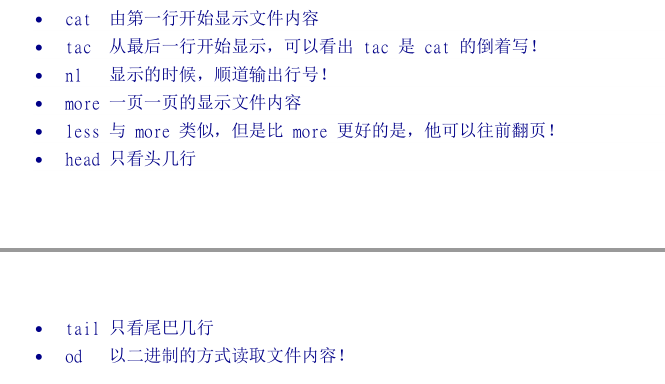 • cat 由第一行开始显示文件内容
• tac 从最后一行开始显示，可以看出 tac 是 cat 的倒着写！
• nl 显示的时候，顺道输出行号！
• more 一页一页的显示文件内容
• less 与 more 类似，但是比 more 更好的是，他可以往前翻页！
• head 只看头几行
• tail 只看尾巴几行
• od 以二进制的方式读取文件内容！